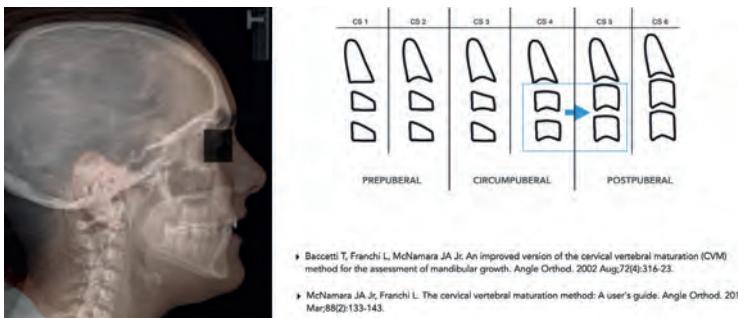 CS 1 CS 2 CS 3 CS 4 CS 5 CS 6
PREPUBERAL CIRCUMPUBERAL POSTPUBERAL
Baccetti T, Franchi L, McNamara JA Jr. An improved version of the cervical vertebral maturation (CVM)
method for the assessment of mandibular growth. Angle Orthod. 2002 Aug;72(4):316-23.
McNamara JA Jr, Franchi L. The cervical vertebral maturation method: A user's guide. Angle Orthod. 201
Mar;88(2):133-143.